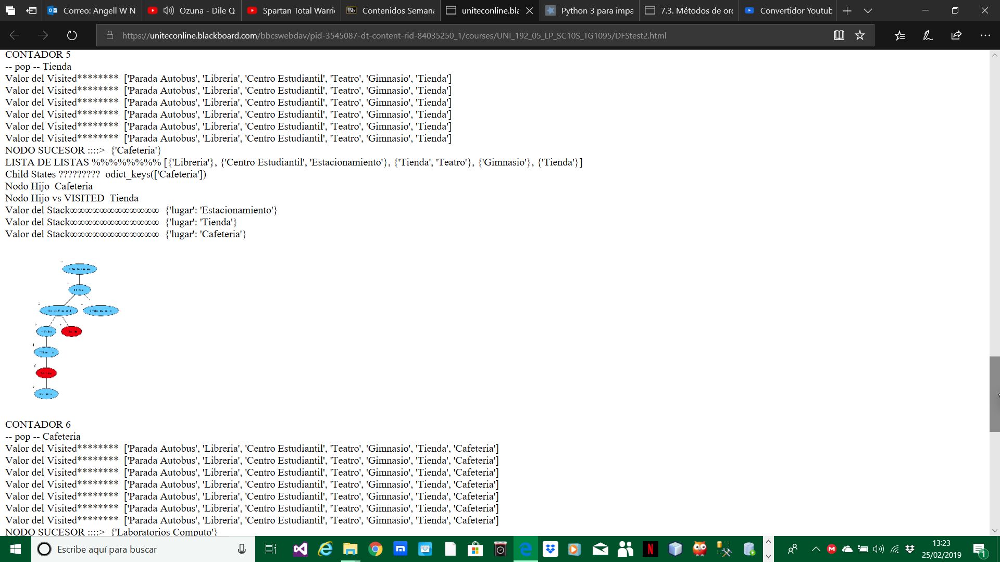 Correo: Angell W N
Ozuna - Dile Q
Spartan Total Warri
Bb Contenidos Semana
uniteconline.bla
Python 3 para impa
7.3. Métodos de or
Convertidor Youtub
https://uniteconline.blackboard.com/bbcswebdav/pid-3545087-dt-content-rid-84035250_1/courses/UNI_192_05_LP_SC10S_TG1095/DFStest2.html
CONTADOR 5
-- pop -- Tienda
Valor del Visited******** ['Parada Autobus', 'Libreria', 'Centro Estudiantil', 'Teatro', 'Gimnasio', 'Tienda']
Valor del Visited******** ['Parada Autobus', 'Libreria', 'Centro Estudiantil', 'Teatro', 'Gimnasio', 'Tienda']
Valor del Visited******** ['Parada Autobus', 'Libreria', 'Centro Estudiantil', 'Teatro', 'Gimnasio', 'Tienda']
Valor del Visited******** ['Parada Autobus', 'Libreria', 'Centro Estudiantil', 'Teatro', 'Gimnasio', 'Tienda']
Valor del Visited******** ['Parada Autobus', 'Libreria', 'Centro Estudiantil', 'Teatro', 'Gimnasio', 'Tienda']
Valor del Visited******** ['Parada Autobus', 'Libreria', 'Centro Estudiantil', 'Teatro', 'Gimnasio', 'Tienda']
NODO SUCESOR ::::> {'Cafeteria'}
LISTA DE LISTAS %%%%%%%% [{'Libreria'}, {'Centro Estudiantil', 'Estacionamiento'}, {'Tienda', 'Teatro'}, {'Gimnasio'}, {'Tienda'}]
Child States ????????? odict_keys(['Cafeteria'])
Nodo Hijo Cafeteria
Nodo Hijo vs VISITED Tienda
Valor del Stack∞∞∞∞∞∞∞∞∞∞∞∞ {'lugar': 'Estacionamiento'}
Valor del Stack∞∞∞∞∞∞∞∞∞∞∞∞ {'lugar': 'Tienda'}
Valor del Stack∞∞∞∞∞∞∞∞∞∞∞∞ {'lugar': 'Cafeteria'}
CONTADOR 6
-- pop -- Cafeteria
Valor del Visited******** ['Parada Autobus', 'Libreria', 'Centro Estudiantil', 'Teatro', 'Gimnasio', 'Tienda', 'Cafeteria']
Valor del Visited******** ['Parada Autobus', 'Libreria', 'Centro Estudiantil', 'Teatro', 'Gimnasio', 'Tienda', 'Cafeteria']
Valor del Visited******** ['Parada Autobus', 'Libreria', 'Centro Estudiantil', 'Teatro', 'Gimnasio', 'Tienda', 'Cafeteria']
Valor del Visited******** ['Parada Autobus', 'Libreria', 'Centro Estudiantil', 'Teatro', 'Gimnasio', 'Tienda', 'Cafeteria']
Valor del Visited******** ['Parada Autobus', 'Libreria', 'Centro Estudiantil', 'Teatro', 'Gimnasio', 'Tienda', 'Cafeteria']
Valor del Visited******** ['Parada Autobus', 'Libreria', 'Centro Estudiantil', 'Teatro', 'Gimnasio', 'Tienda', 'Cafeteria']
Valor del Visited******** ['Parada Autobus', 'Libreria', 'Centro Estudiantil', 'Teatro', 'Gimnasio', 'Tienda', 'Cafeteria']
NODO SUCESOR ::::> {'Laboratorios Computo'}
Escribe aquí para buscar
13:23
25/02/2019
1